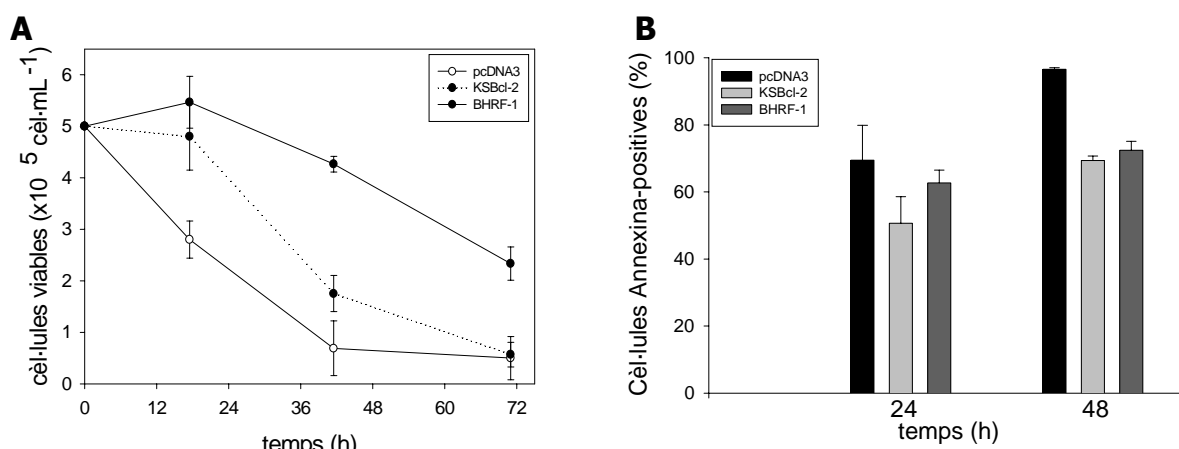 A
cèl·lules viables (x10 5 cèl·mL-1)
6
5
4
3
2
1
0
pcDNA3
KSBcl-2
BHRF-1
0 12 24 36 48 60 72
temps (h)
B
Cèl·lules Annexina-positives (%)
100
80
60
40
20
0
pcDNA3
KSBcl-2
BHRF-1
24 48
temps (h)